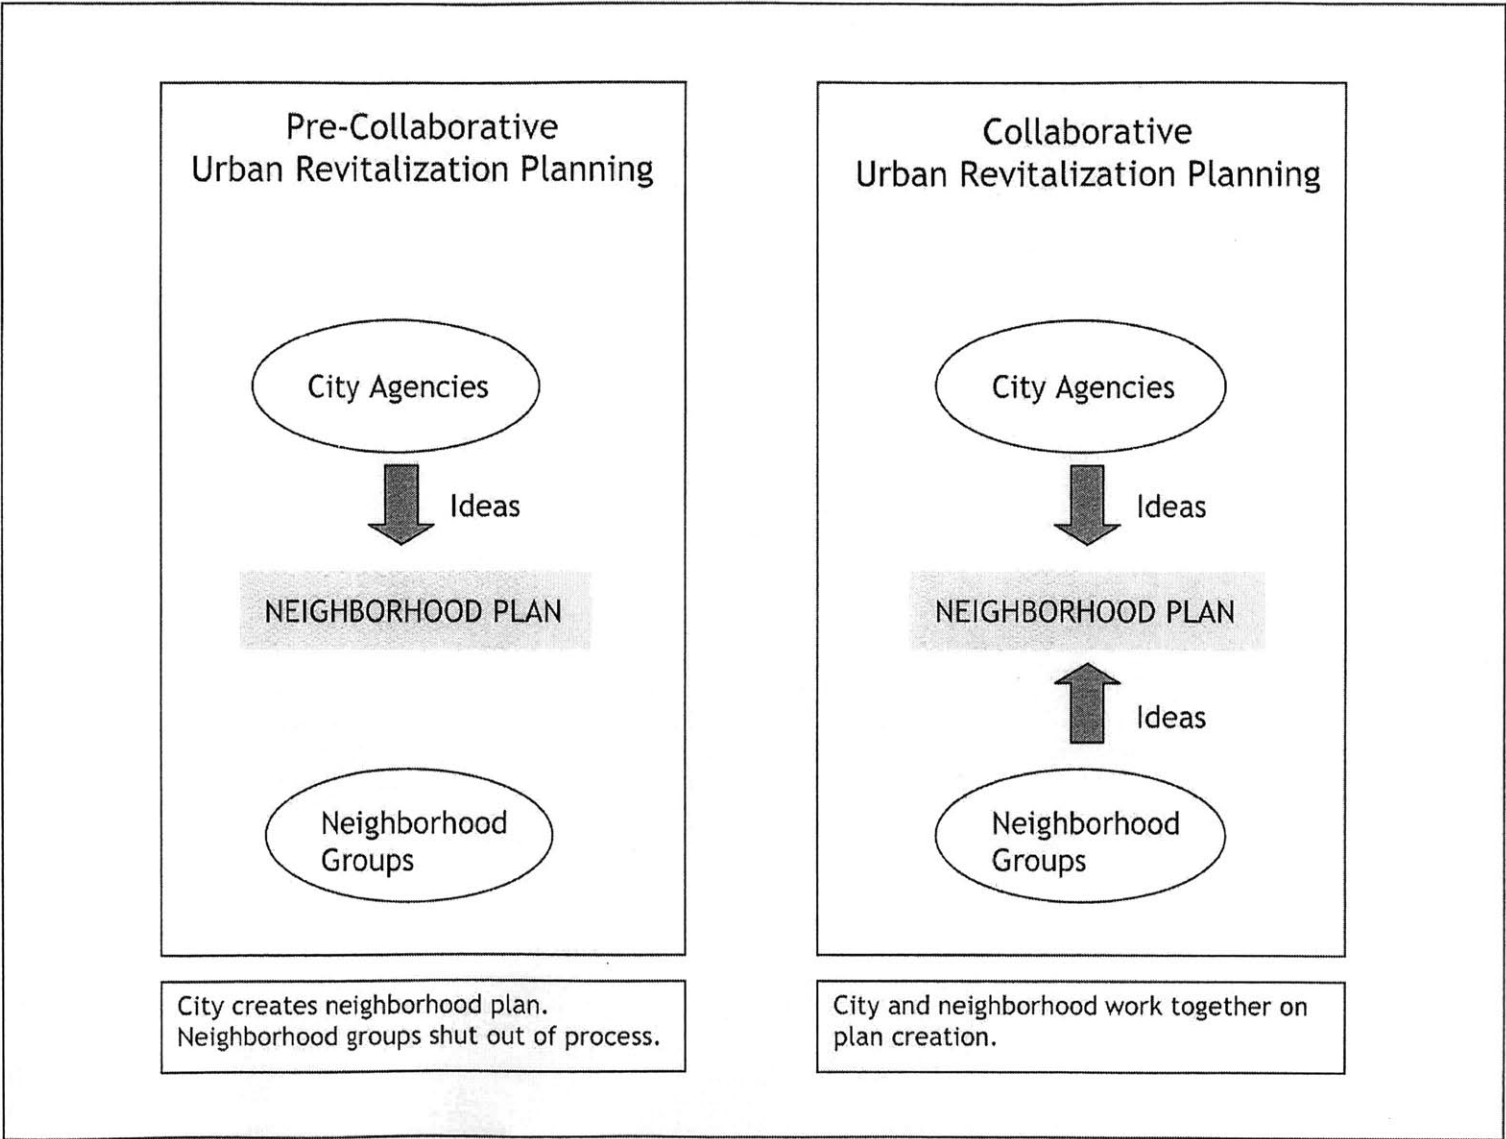 Pre-Collaborative
Urban Revitalization Planning
City Agencies
Ideas
NEIGHBORHOOD PLAN
Neighborhood
Groups
City creates neighborhood plan.
Neighborhood groups shut out of process.
Collaborative
Urban Revitalization Planning
City Agencies
Ideas
NEIGHBORHOOD PLAN
Ideas
Neighborhood
Groups
City and neighborhood work together on
plan creation.